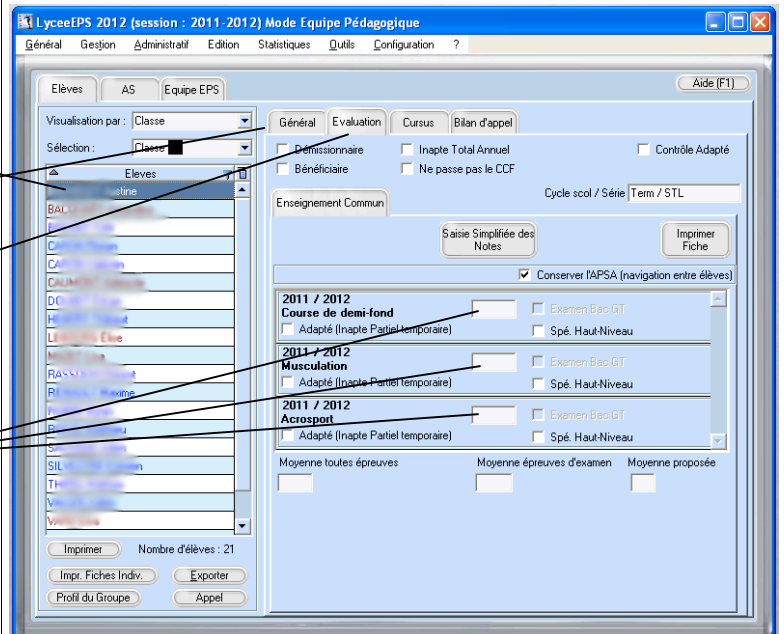 LyceeEPS 2012 (session : 2011-2012) Mode Equipe Pédagogique
Général Gestion Administratif Edition Statistiques Outils Configuration ?
Elèves AS Equipe EPS Aide (F1)
Visualisation par : Classe
Sélection : Classe
Eleves
Elise
Maxime
Imprimer Nombre d'élèves : 21
Impr. Fiches Indiv. Exporter
Profil du Groupe Appel
Général Evaluation Cursus Bilan d'appel
Démissionnaire Inapte Total Annuel Contrôle Adapté
Bénéficiaire Ne passe pas le CCF
Cycle scol / Série Term / STL
Enseignement Commun
Saisie Simplifiée des Notes
Imprimer Fiche
Conserver l'APSA (navigation entre élèves)
2011 / 2012
Course de demi-fond Examen Bac GT
Adapté (Inapte Partiel temporaire) Spé. Haut-Niveau
2011 / 2012
Musculation Examen Bac GT
Adapté (Inapte Partiel temporaire) Spé. Haut-Niveau
2011 / 2012
Acrosport Examen Bac GT
Adapté (Inapte Partiel temporaire) Spé. Haut-Niveau
Moyenne toutes épreuves Moyenne épreuves d'examen Moyenne proposée